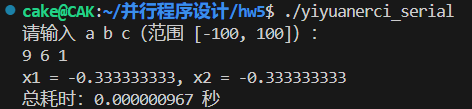 cake@CAK:~/并行程序设计/hw5$ ./yiyuanerci_serial
请输入 a b c (范围 [-100, 100]) :
9 6 1
x1 = -0.333333333, x2 = -0.333333333
总耗时: 0.000000967 秒